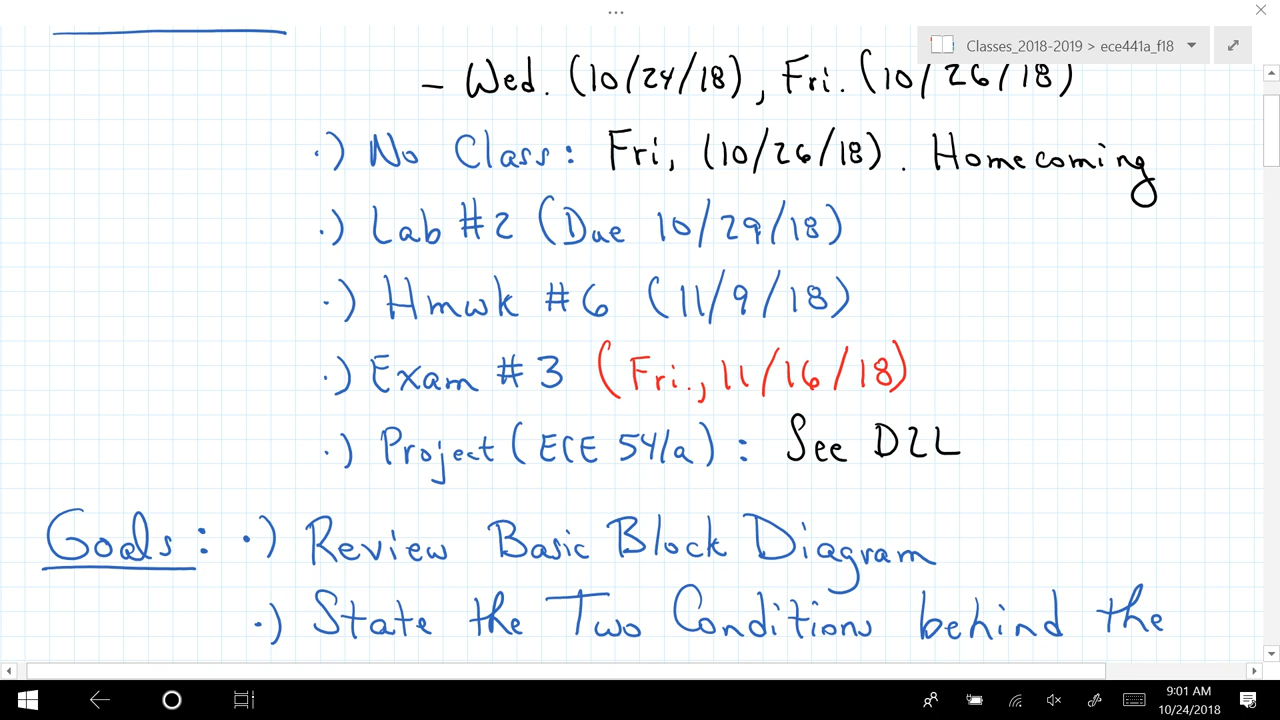 Classes_2018-2019 > ece441a_f18
- Wed. (10/24/18), Fri. (10/26/18)
·) No Class: Fri, (10/26/18). Homecoming
·) Lab #2 (Due 10/29/18)
·) Hmwk #6 (11/9/18)
·) Exam #3 (Fri., 11/16/18)
·) Project (ECE 541a): See D2L
Goals: ·) Review Basic Block Diagram
·) State the Two Conditions behind the
9:01 AM
10/24/2018